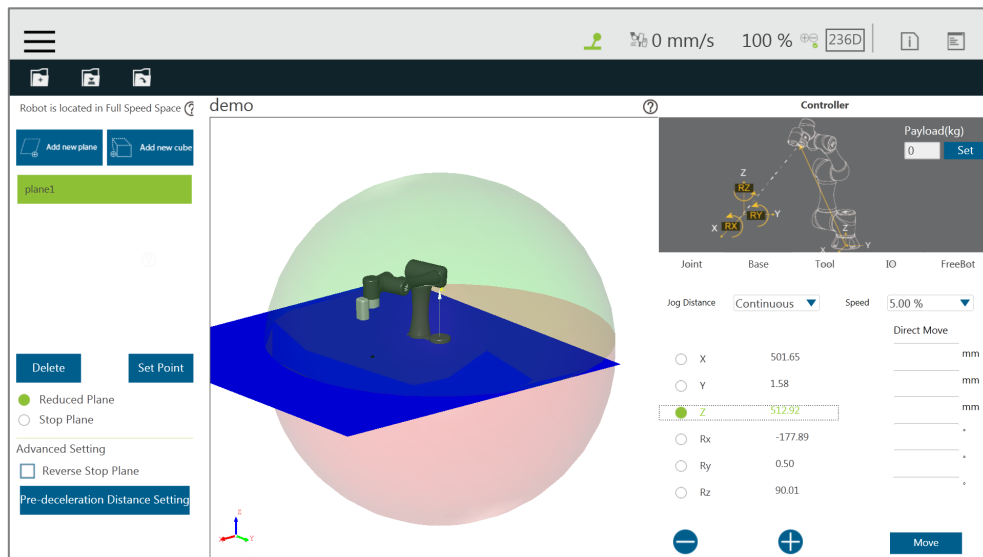 0 mm/s
100 %
236D
Robot is located in Full Speed Space
demo
Controller
Add new plane
Add new cube
plane1
Delete
Set Point
Reduced Plane
Stop Plane
Advanced Setting
Reverse Stop Plane
Pre-deceleration Distance Setting
Z
X
Y
Payload(kg)
0
Set
Z
RZ
RY
Y
X
RX
Z
X
Y
Joint
Base
Tool
IO
FreeBot
Jog Distance
Continuous
Speed
5.00 %
Direct Move
X
501.65
mm
Y
1.58
mm
Z
512.92
mm
Rx
-177.89
°
Ry
0.50
°
Rz
90.01
°
Move